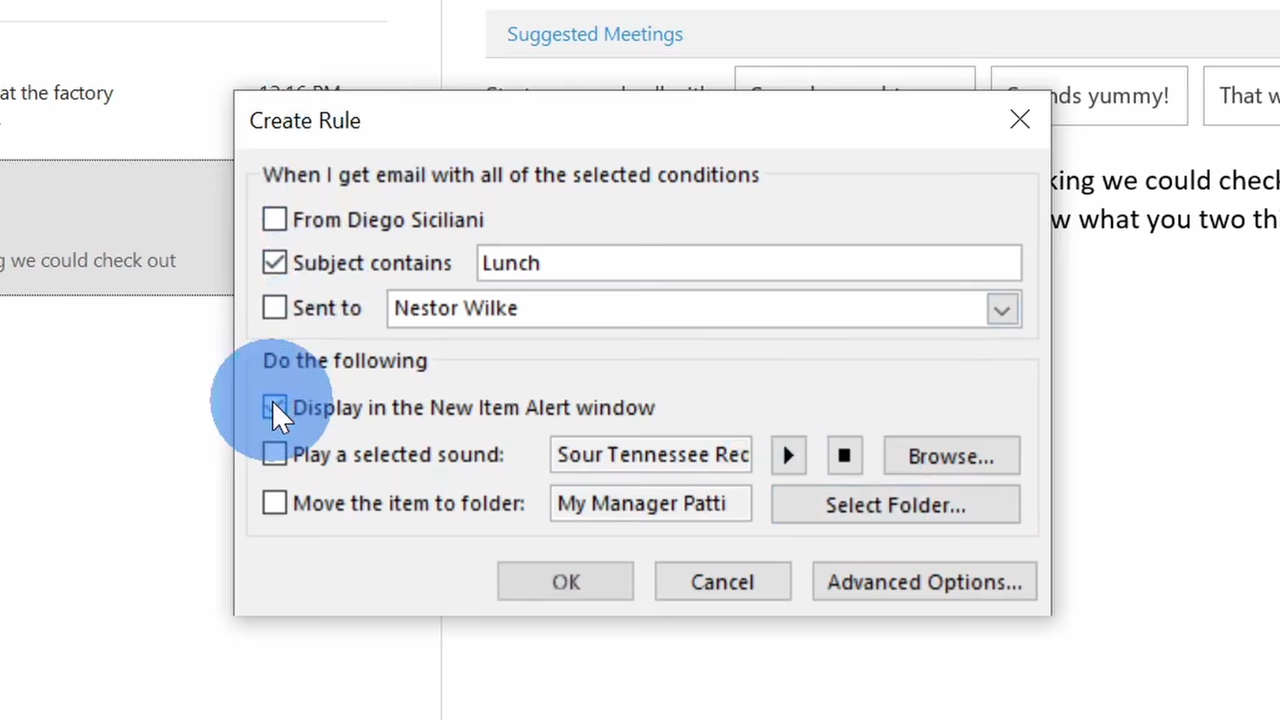 Suggested Meetings
at the factory
nds yummy!
That w
Create Rule
When I get email with all of the selected conditions
king we could check
From Diego Siciliani
w what you two thi
g we could check out
Subject contains
Lunch
Sent to
Nestor Wilke
Do the following
Display in the New Item Alert window
Play a selected sound:
Sour Tennessee Rec
Browse...
Move the item to folder:
My Manager Patti
Select Folder...
OK
Cancel
Advanced Options...